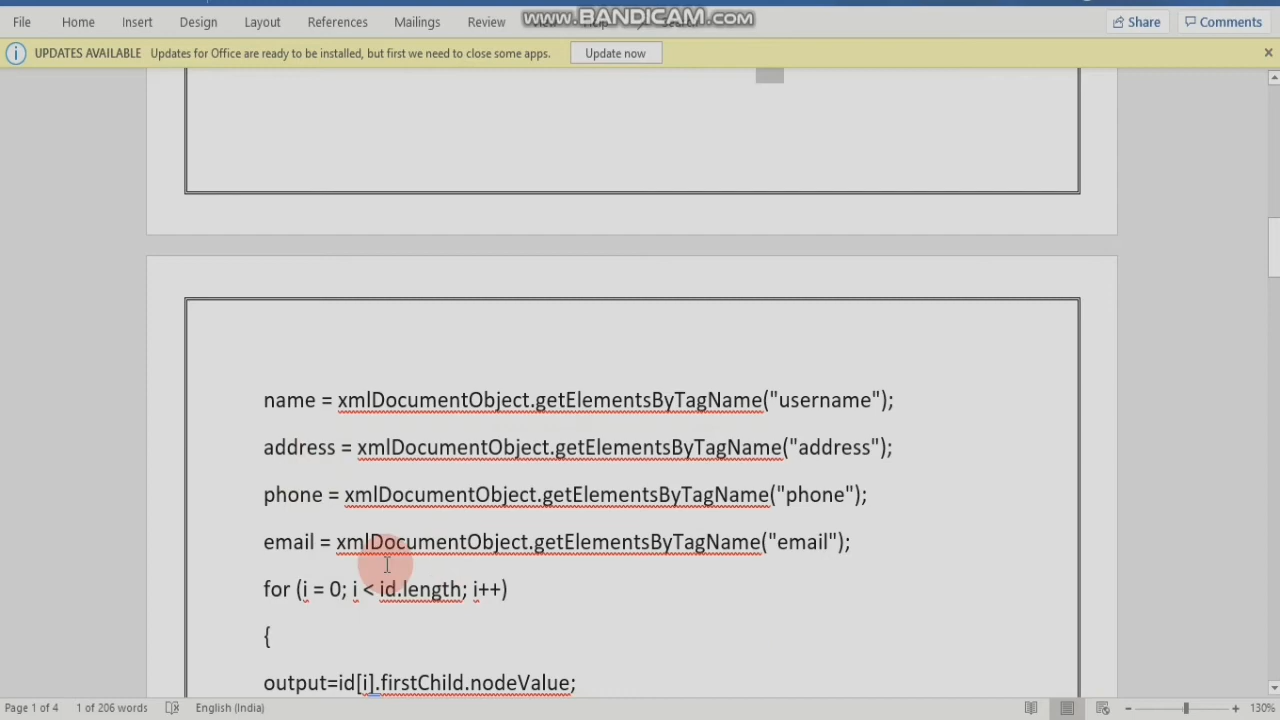 www.BANDICAM.com
File Home Insert Design Layout References Mailings Review Share Comments
UPDATES AVAILABLE Updates for Office are ready to be installed, but first we need to close some apps. Update now
name = xmlDocumentObject.getElementsByTagName("username");
address = xmlDocumentObject.getElementsByTagName("address");
phone = xmlDocumentObject.getElementsByTagName("phone");
email = xmlDocumentObject.getElementsByTagName("email");
for (i = 0; i < id.length; i++)
{
output=id[i].firstChild.nodeValue;
Page 1 of 4 1 of 206 words English (India) 130%